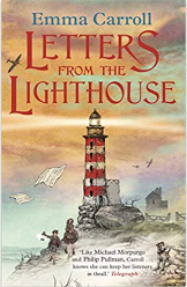 Emma Carroll
LETTERS
FROM THE
LIGHTHOUSE
'Like Michael Morpurgo
and Philip Pullman, Carroll
knows she can keep her listeners
in thrall.' Telegraph